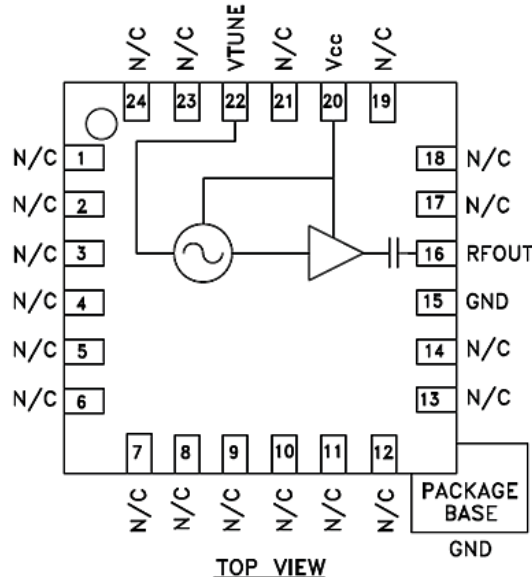 N/C N/C VTUNE N/C Vcc N/C
24 23 22 21 20 19
N/C 1 18 N/C
N/C 2 17 N/C
N/C 3 16 RFOUT
N/C 4 15 GND
N/C 5 14 N/C
N/C 6 13 N/C
7 8 9 10 11 12
N/C N/C N/C N/C N/C N/C
PACKAGE
BASE
GND
TOP VIEW